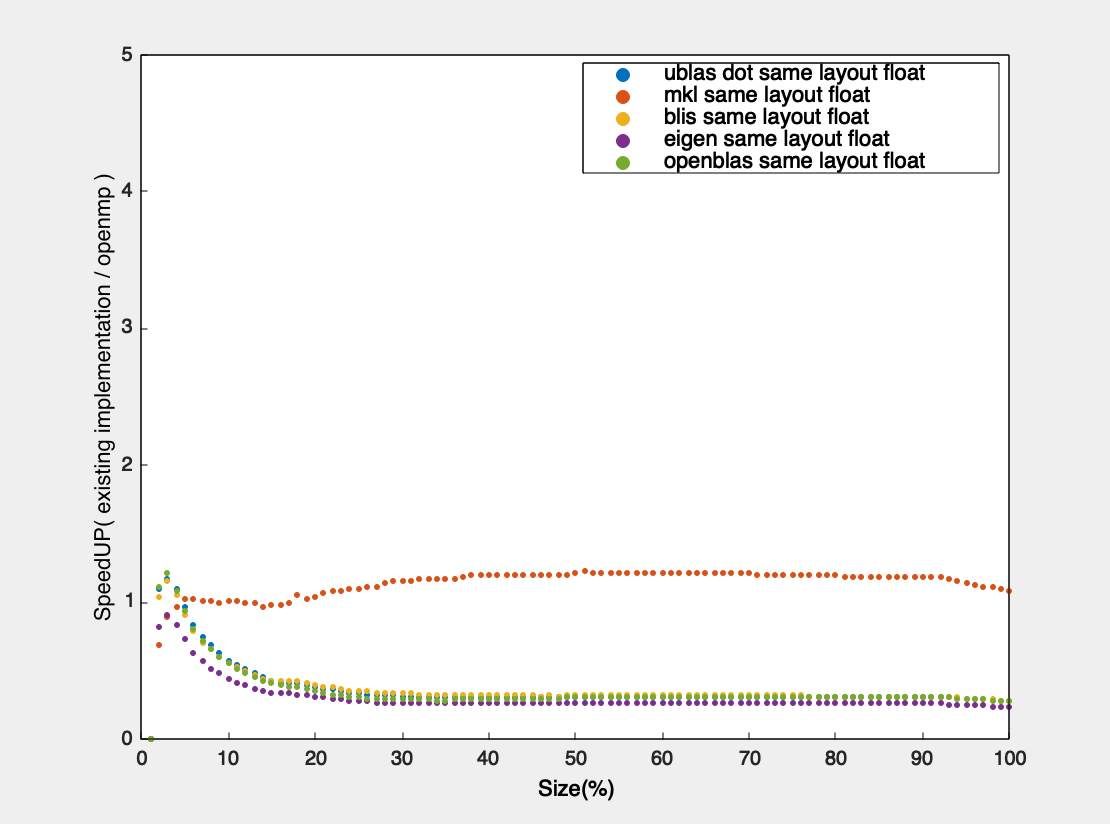 5
4
3
2
1
0
SpeedUP( existing implementation / openmp )
ublas dot same layout float
mkl same layout float
blis same layout float
eigen same layout float
openblas same layout float
0 10 20 30 40 50 60 70 80 90 100
Size(%)